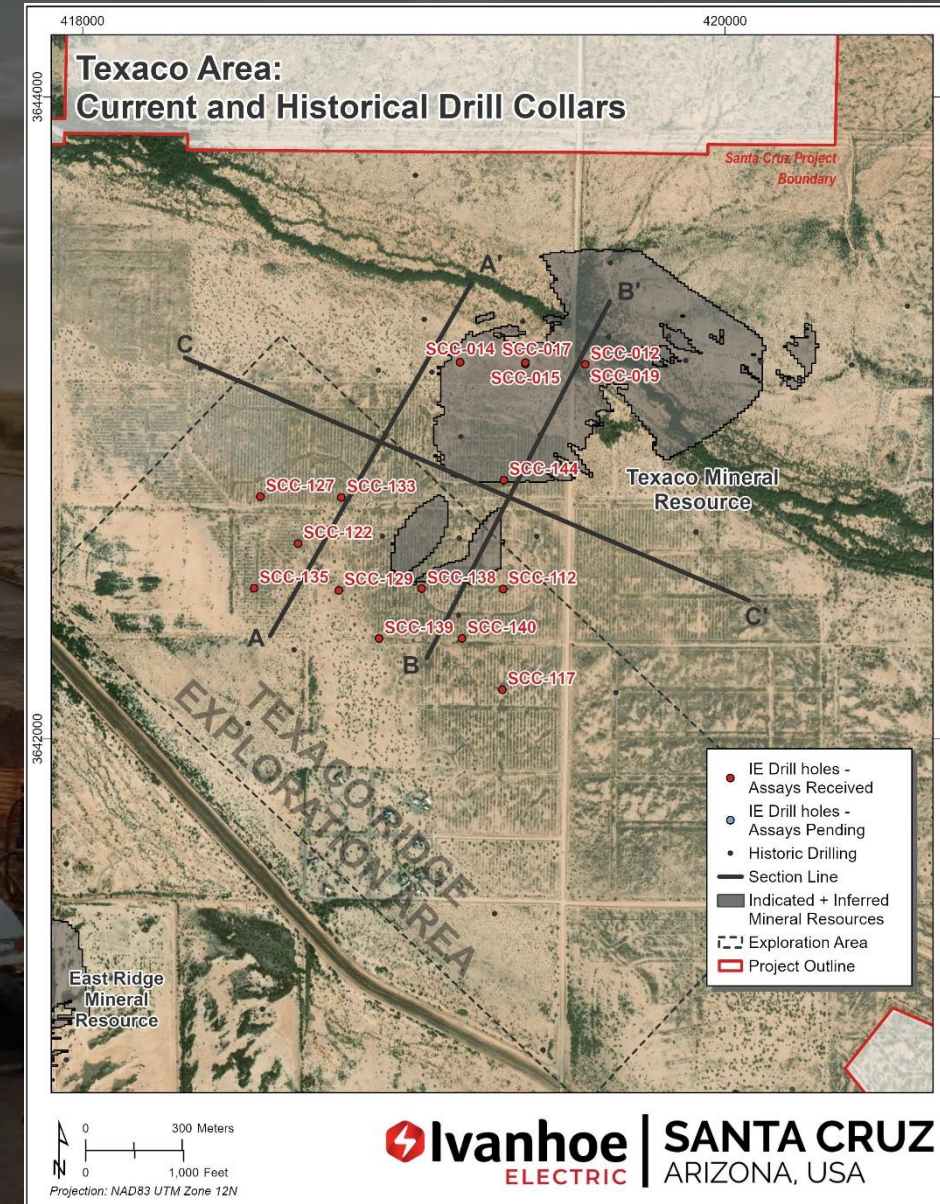 418000
420000
3644000
3642000
Texaco Area:
Current and Historical Drill Collars
Santa Cruz Project
Boundary
A'
B'
C
SCC-014
SCC-017
SCC-012
SCC-015
SCC-019
SCC-144
Texaco Mineral
Resource
SCC-127
SCC-133
SCC-122
SCC-135
SCC-129
SCC-138
SCC-112
C'
A
SCC-139
SCC-140
B
SCC-117
TEXACO RIDGE
EXPLORATION AREA
East Ridge
Mineral
Resource
IE Drill holes -
Assays Received
IE Drill holes -
Assays Pending
Historic Drilling
Section Line
Indicated + Inferred
Mineral Resources
Exploration Area
Project Outline
N
0 300 Meters
0 1,000 Feet
Projection: NAD83 UTM Zone 12N
Ivanhoe
ELECTRIC
SANTA CRUZ
ARIZONA, USA